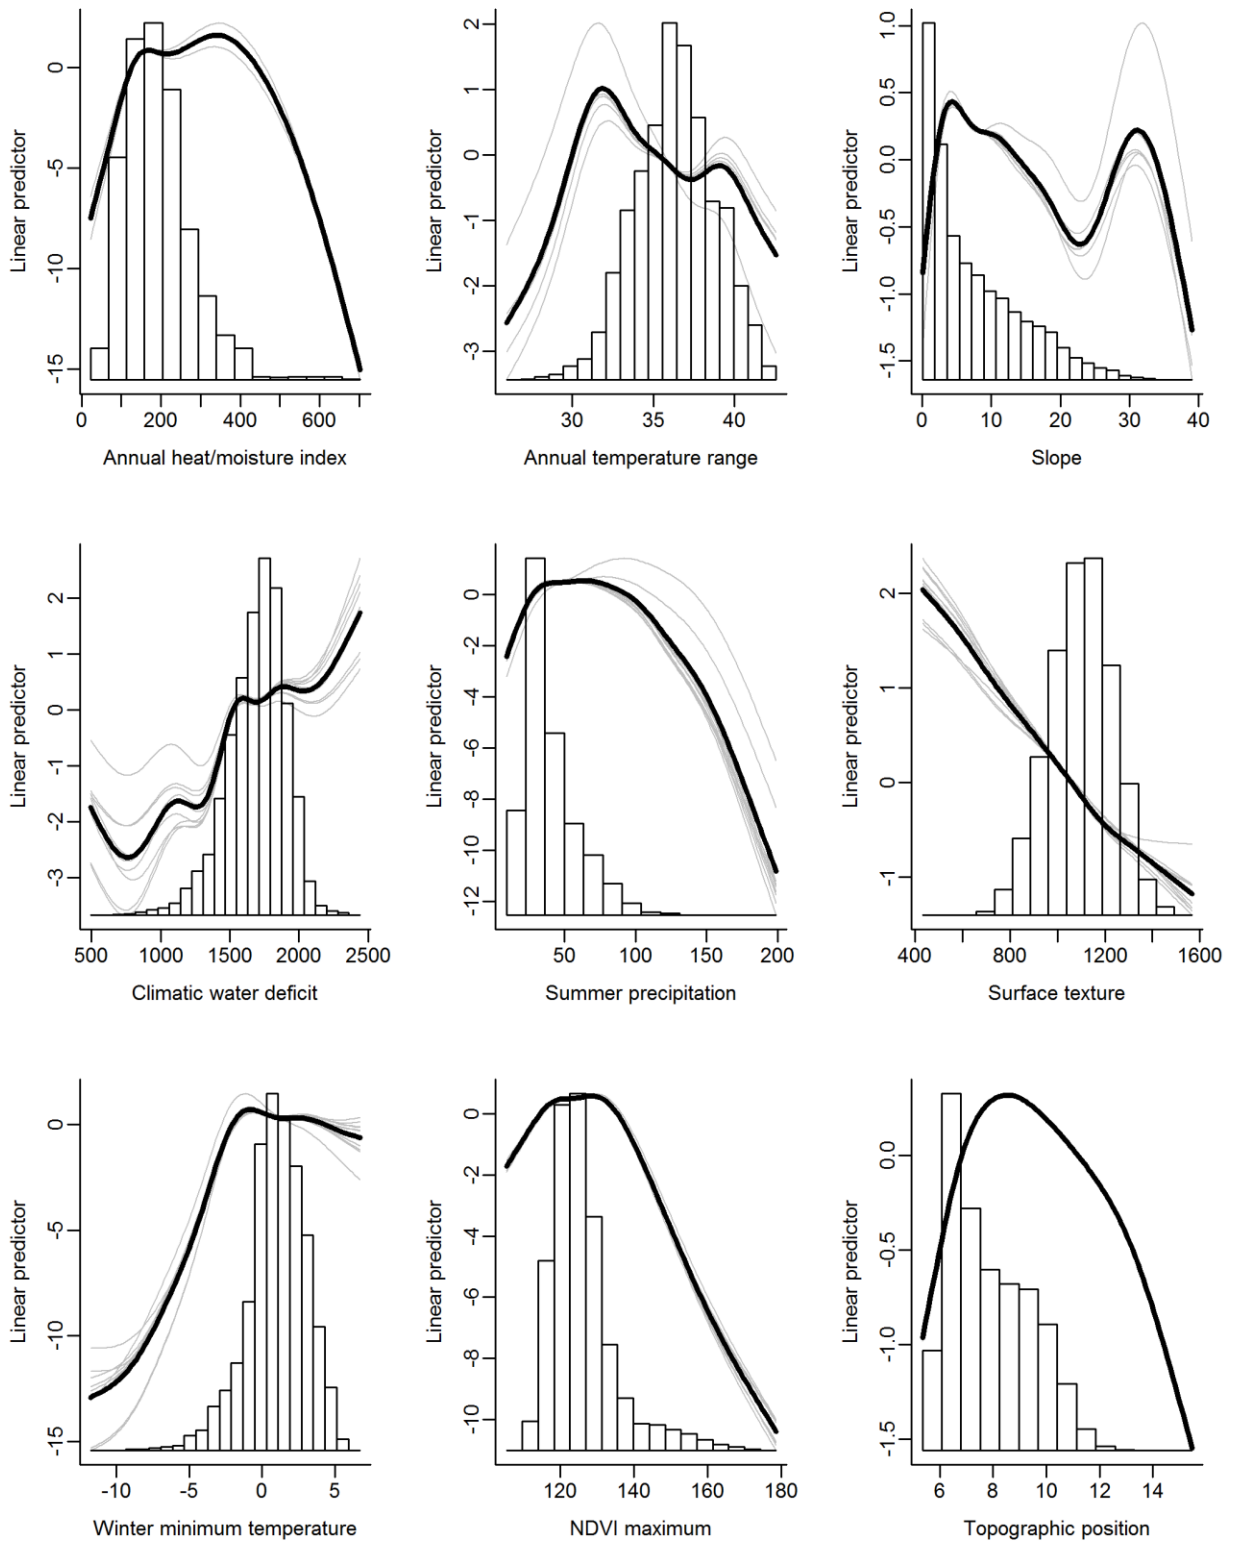 Linear predictor
0
-5
-10
-15
0 200 400 600
Annual heat/moisture index
Linear predictor
2
1
0
-1
-2
-3
30 35 40
Annual temperature range
Linear predictor
1.0
0.5
0.0
-0.5
-1.0
-1.5
0 10 20 30 40
Slope
Linear predictor
2
1
0
-1
-2
-3
500 1000 1500 2000 2500
Climatic water deficit
Linear predictor
0
-2
-4
-6
-8
-10
-12
50 100 150 200
Summer precipitation
Linear predictor
2
1
0
-1
400 800 1200 1600
Surface texture
Linear predictor
0
-5
-10
-15
-10 -5 0 5
Winter minimum temperature
Linear predictor
0
-2
-4
-6
-8
-10
120 140 160 180
NDVI maximum
Linear predictor
0.0
-0.5
-1.0
-1.5
6 8 10 12 14
Topographic position